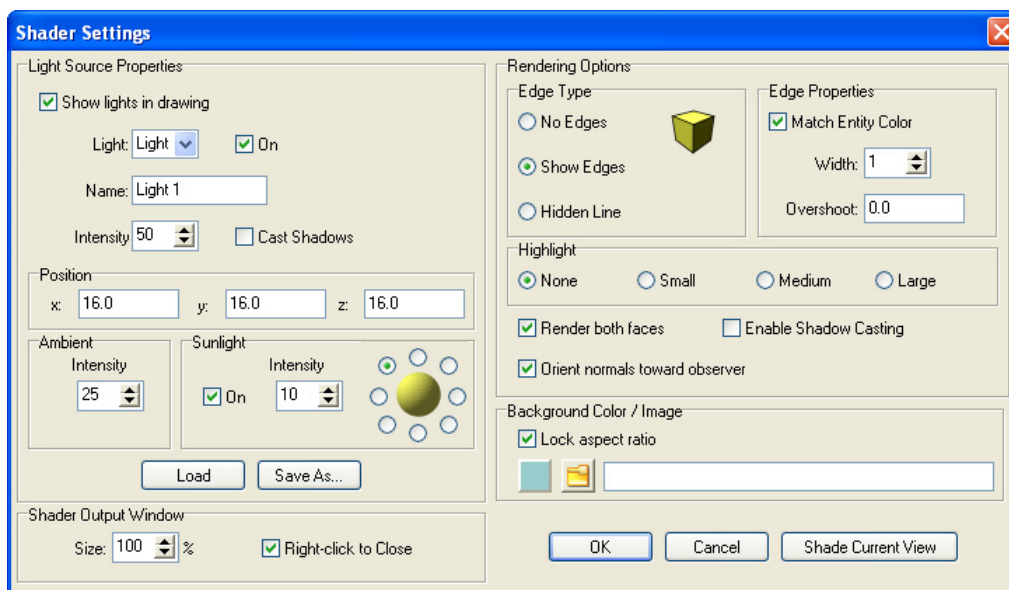 Shader Settings
Light Source Properties
Show lights in drawing
Light: Light On
Name: Light 1
Intensity 50 Cast Shadows
Position
x: 16.0 y: 16.0 z: 16.0
Ambient
Intensity
25
Sunlight
Intensity
On 10
Load Save As...
Shader Output Window
Size: 100 % Right-click to Close
Rendering Options
Edge Type
No Edges
Show Edges
Hidden Line
Edge Properties
Match Entity Color
Width: 1
Overshoot: 0.0
Highlight
None Small Medium Large
Render both faces Enable Shadow Casting
Orient normals toward observer
Background Color / Image
Lock aspect ratio
OK Cancel Shade Current View